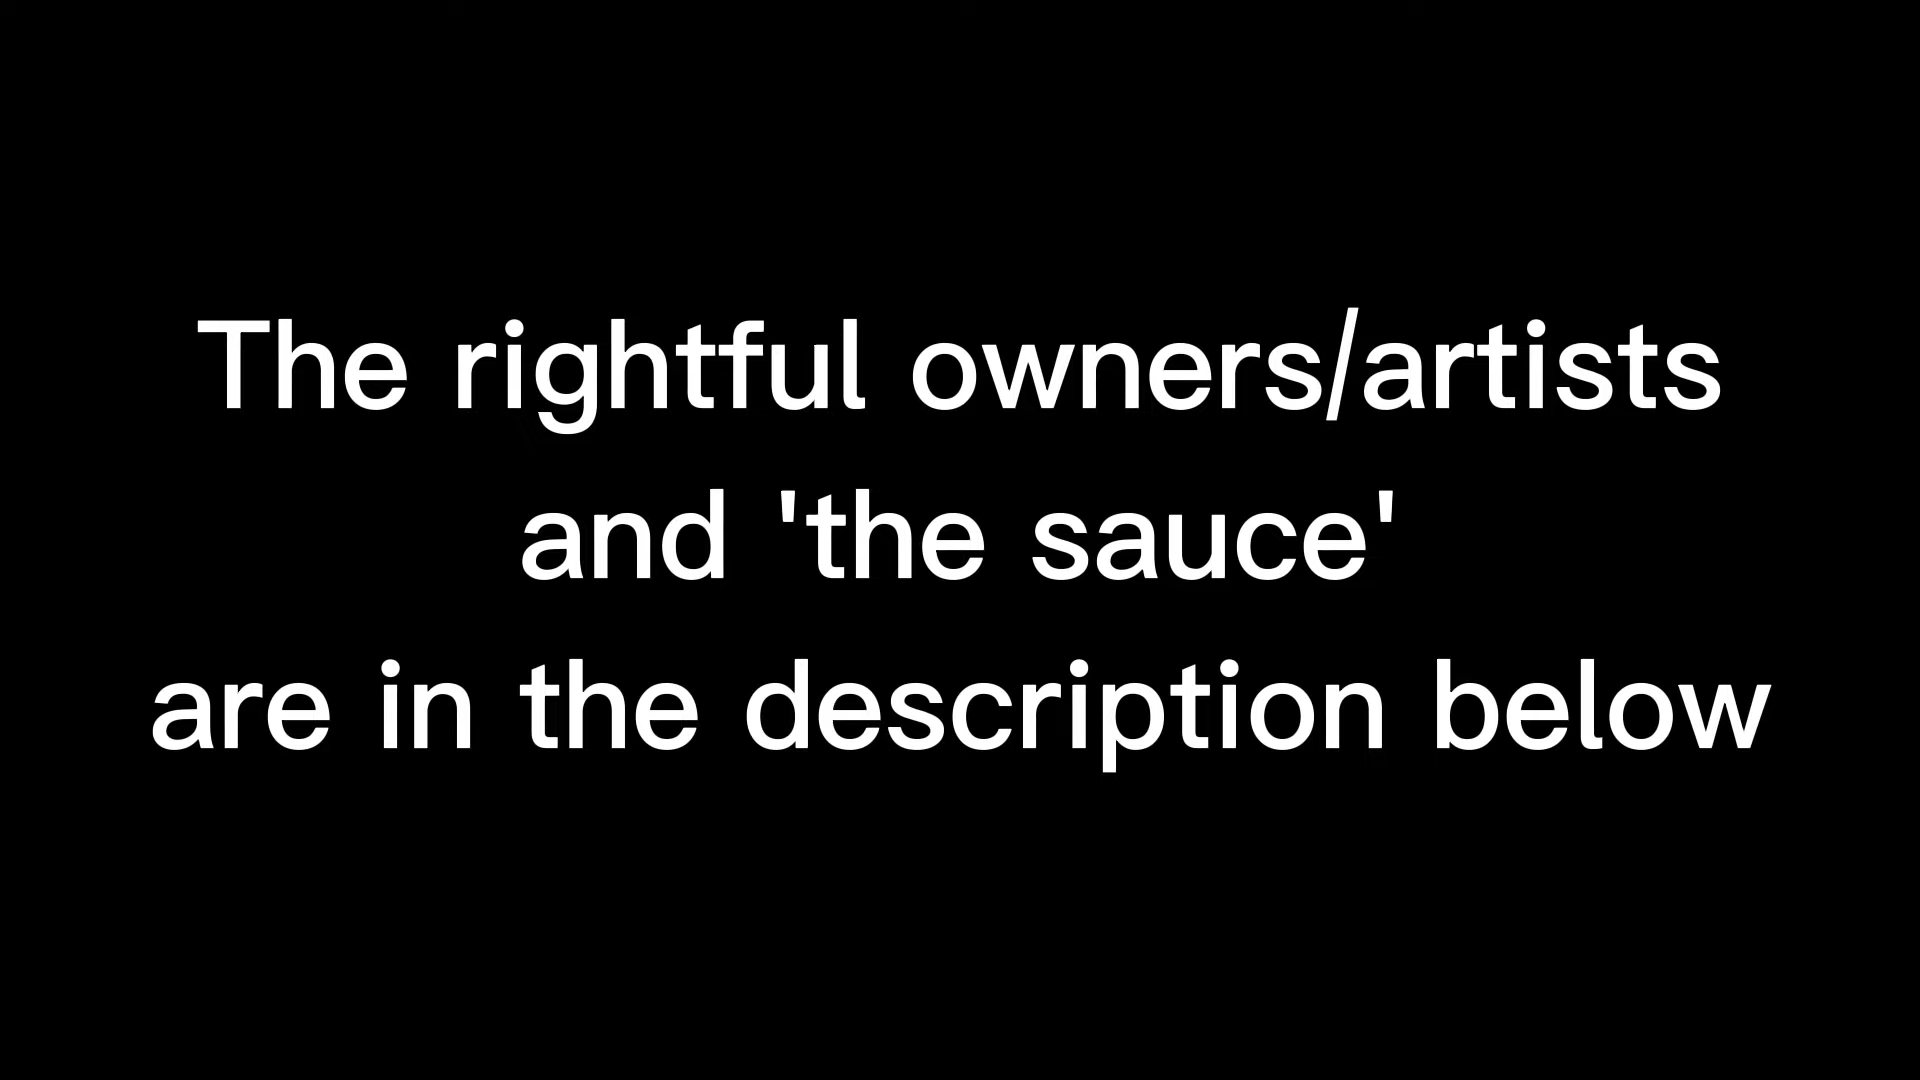 The rightful owners/artists
and 'the sauce'
are in the description below